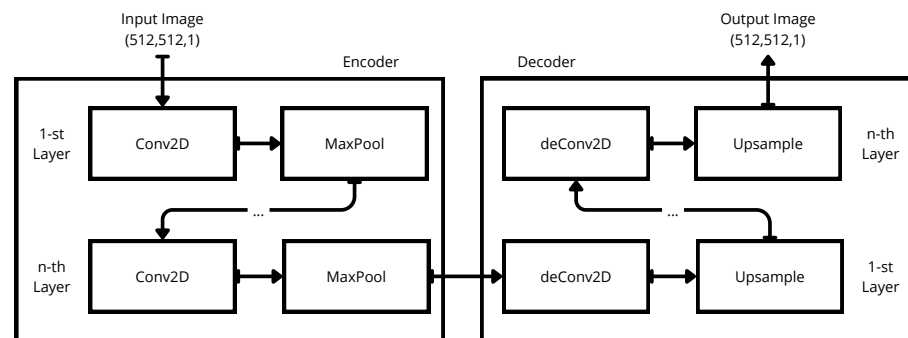 Input Image
(512,512,1)
Output Image
(512,512,1)
Encoder
Decoder
1-st
Layer
Conv2D
MaxPool
deConv2D
Upsample
n-th
Layer
...
...
n-th
Layer
Conv2D
MaxPool
deConv2D
Upsample
1-st
Layer